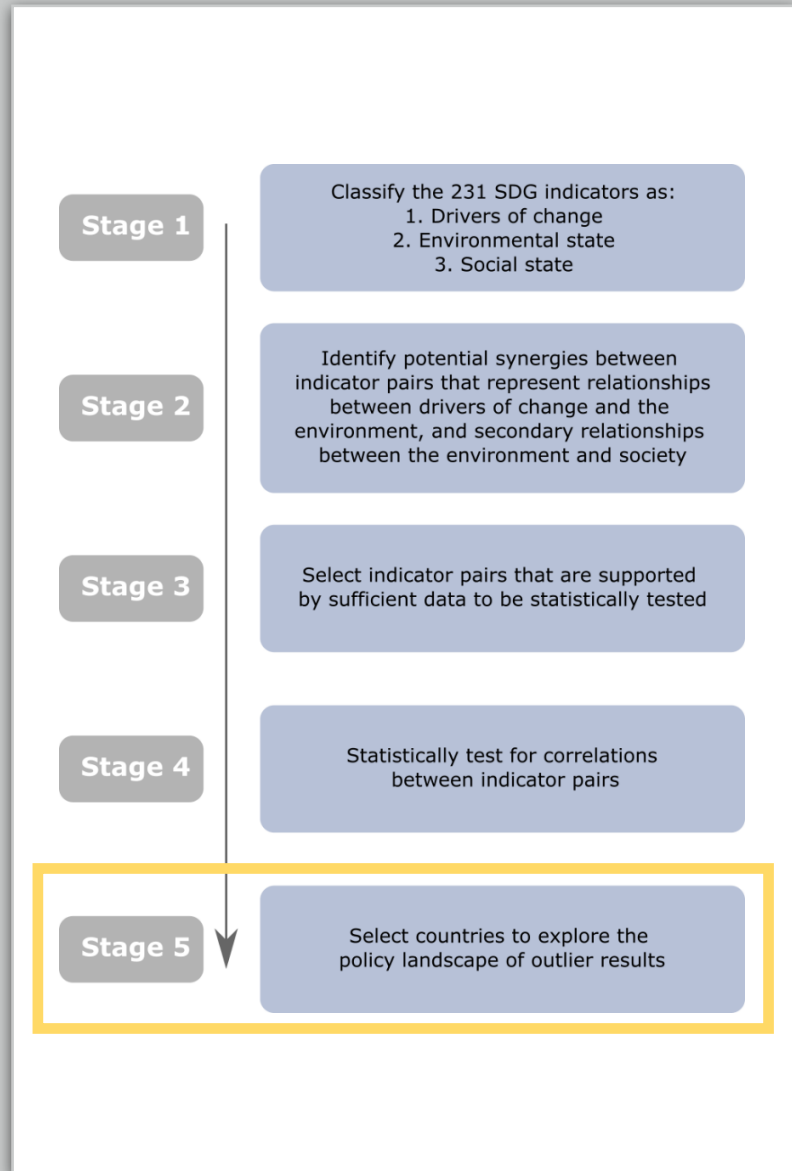 Stage 1
Classify the 231 SDG indicators as:
1. Drivers of change
2. Environmental state
3. Social state
Stage 2
Identify potential synergies between
indicator pairs that represent relationships
between drivers of change and the
environment, and secondary relationships
between the environment and society
Stage 3
Select indicator pairs that are supported
by sufficient data to be statistically tested
Stage 4
Statistically test for correlations
between indicator pairs
Stage 5
Select countries to explore the
policy landscape of outlier results